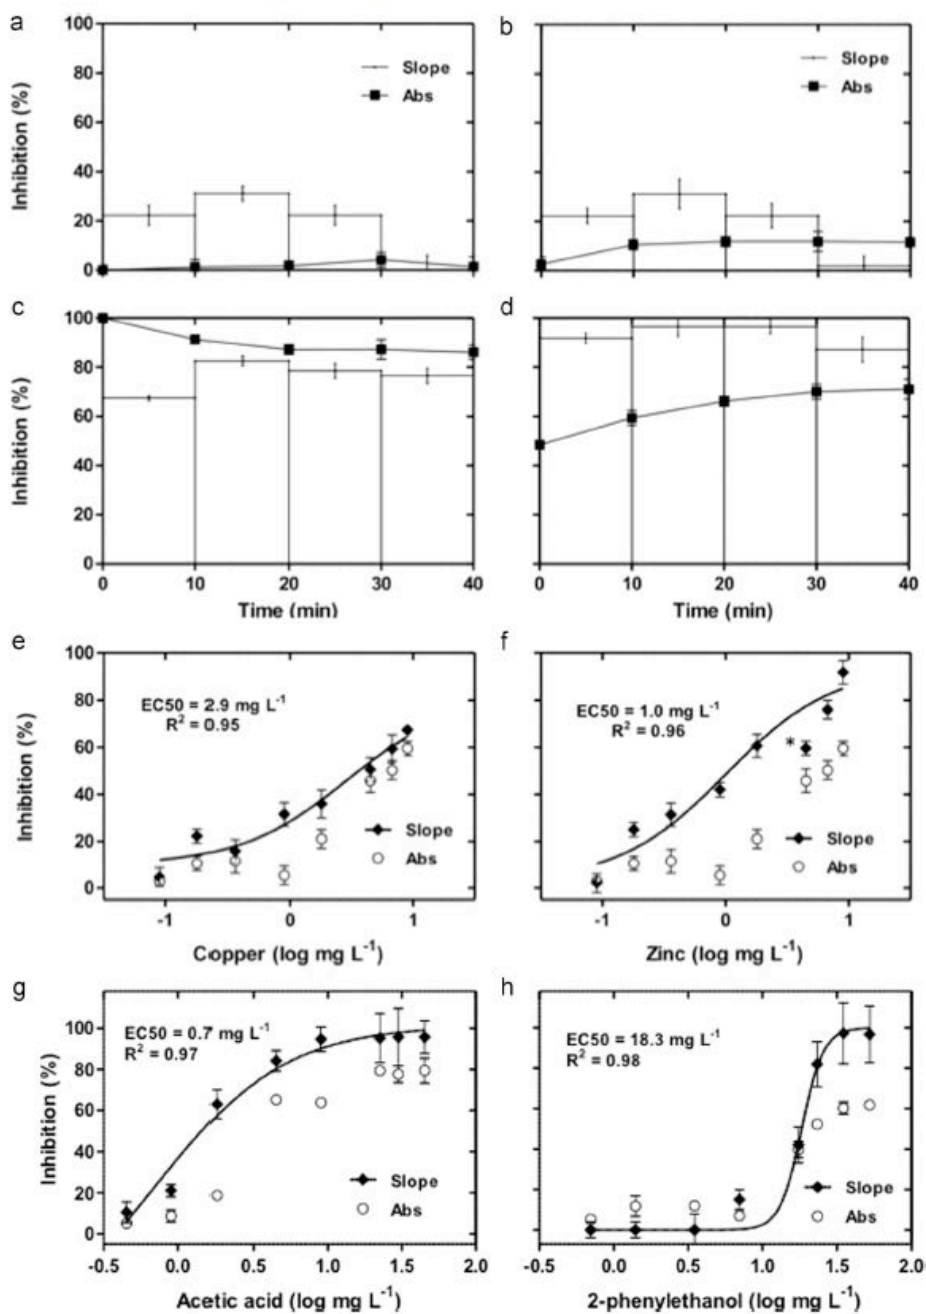 a
b
100
80
60
40
20
0
Inhibition (%)
Slope
Abs
Inhibition (%)
Slope
Abs
c
d
100
80
60
40
20
0
Inhibition (%)
0 10 20 30 40
Time (min)
Inhibition (%)
0 10 20 30 40
Time (min)
e
f
100
80
60
40
20
0
Inhibition (%)
EC50 = 2.9 mg L⁻¹
R² = 0.95
Slope
Abs
-1 0 1
Copper (log mg L⁻¹)
EC50 = 1.0 mg L⁻¹
R² = 0.96
*
Slope
Abs
-1 0 1
Zinc (log mg L⁻¹)
g
h
100
80
60
40
20
0
Inhibition (%)
EC50 = 0.7 mg L⁻¹
R² = 0.97
Slope
Abs
-0.5 0.0 0.5 1.0 1.5 2.0
Acetic acid (log mg L⁻¹)
EC50 = 18.3 mg L⁻¹
R² = 0.98
Slope
Abs
-0.5 0.0 0.5 1.0 1.5 2.0
2-phenylethanol (log mg L⁻¹)